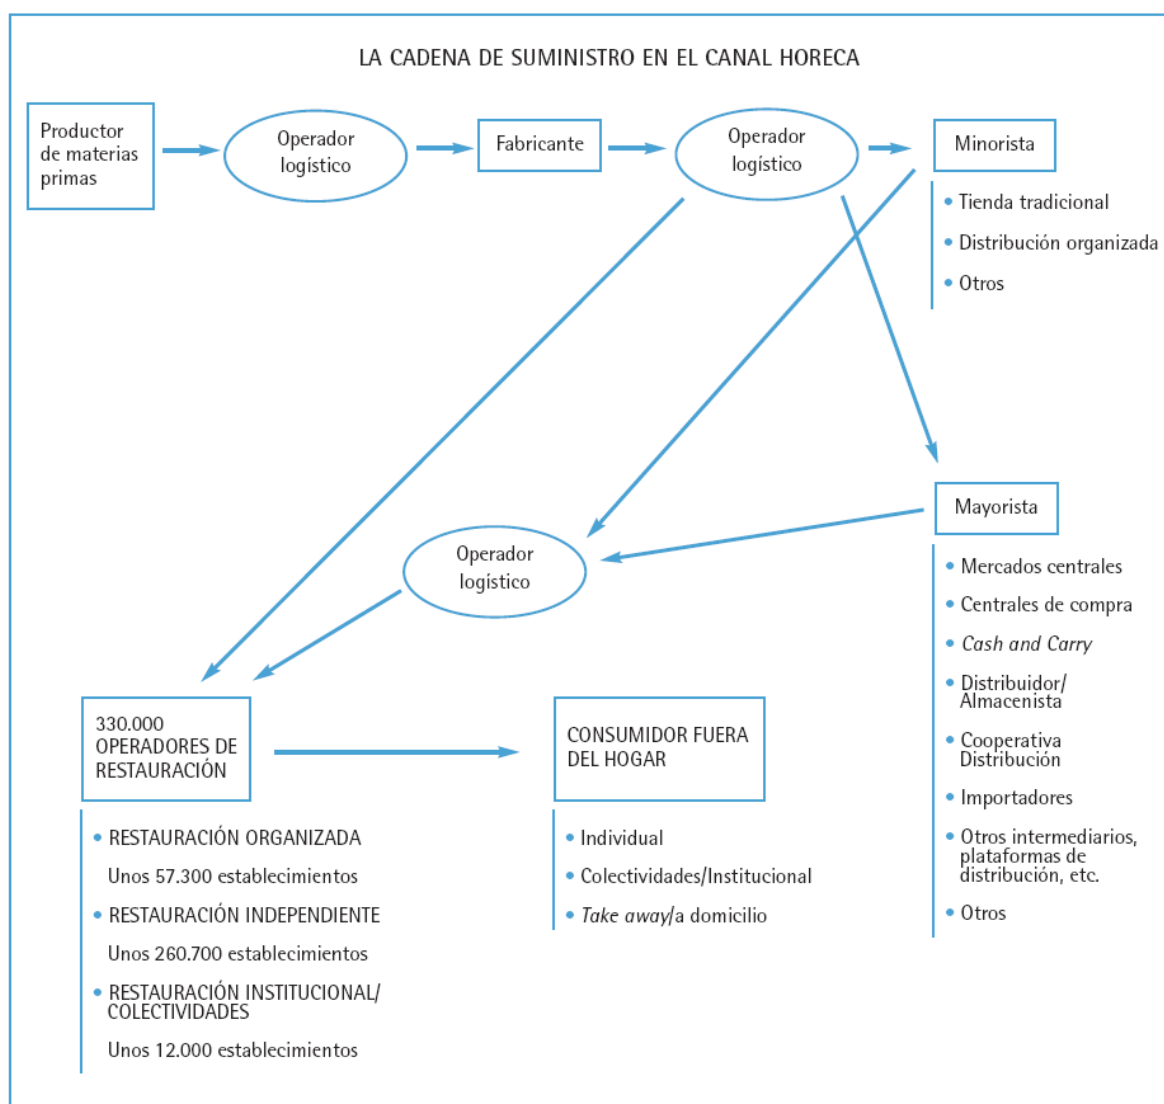 LA CADENA DE SUMINISTRO EN EL CANAL HORECA
Productor
de materias
primas
Operador
logístico
Fabricante
Operador
logístico
Minorista
• Tienda tradicional
• Distribución organizada
• Otros
Mayorista
• Mercados centrales
• Centrales de compra
• Cash and Carry
• Distribuidor/
Almacenista
• Cooperativa
Distribución
• Importadores
• Otros intermediarios,
plataformas de
distribución, etc.
• Otros
Operador
logístico
330.000
OPERADORES DE
RESTAURACIÓN
• RESTAURACIÓN ORGANIZADA
Unos 57.300 establecimientos
• RESTAURACIÓN INDEPENDIENTE
Unos 260.700 establecimientos
• RESTAURACIÓN INSTITUCIONAL/
COLECTIVIDADES
Unos 12.000 establecimientos
CONSUMIDOR FUERA
DEL HOGAR
• Individual
• Colectividades/Institucional
• Take away/a domicilio